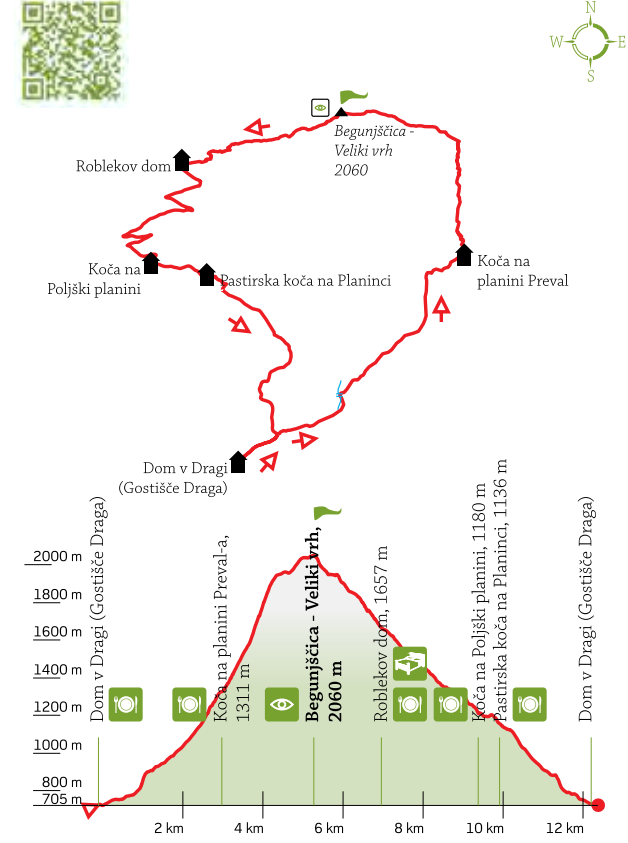 N
W E
S
Begunjščica -
Veliki vrh
2060
Roblekov dom
Koča na
Poljški planini
Pastirska koča na Planinci
Koča na
planini Preval
Dom v Dragi
(Gostišče Draga)
2000 m
1800 m
1600 m
1400 m
1200 m
1000 m
800 m
705 m
Dom v Dragi (Gostišče Draga)
Koča na planini Preval-a,
1311 m
Begunjščica - Veliki vrh,
2060 m
Roblekov dom, 1657 m
Koča na Poljški planini, 1180 m
Pastirska koča na Planinci, 1136 m
Dom v Dragi (Gostišče Draga)
2 km
4 km
6 km
8 km
10 km
12 km